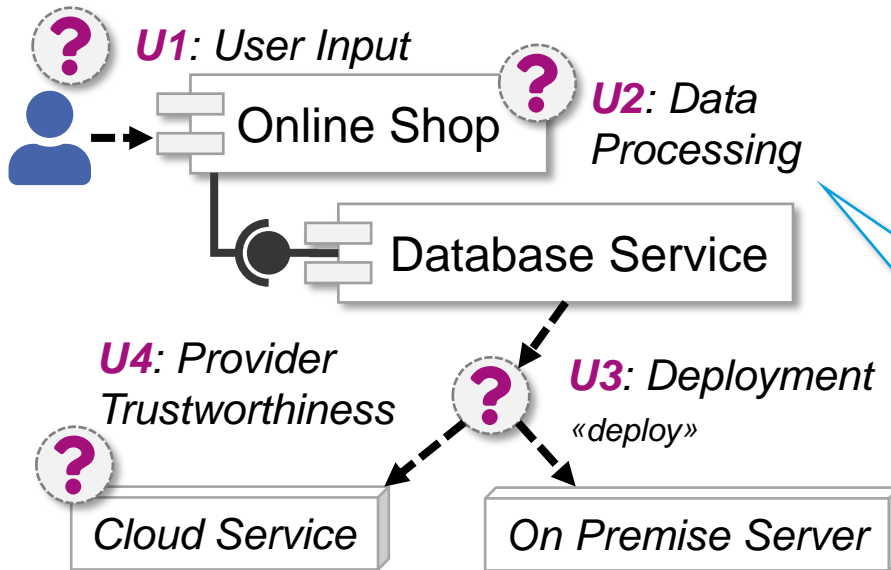 ?
U1: User Input
Online Shop
?
U2: Data
Processing
Database Service
U4: Provider
Trustworthiness
?
U3: Deployment
«deploy»
?
Cloud Service
On Premise Server